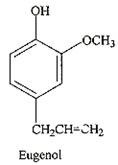 OH
OCH₃
CH₂CH=CH₂
Eugenol